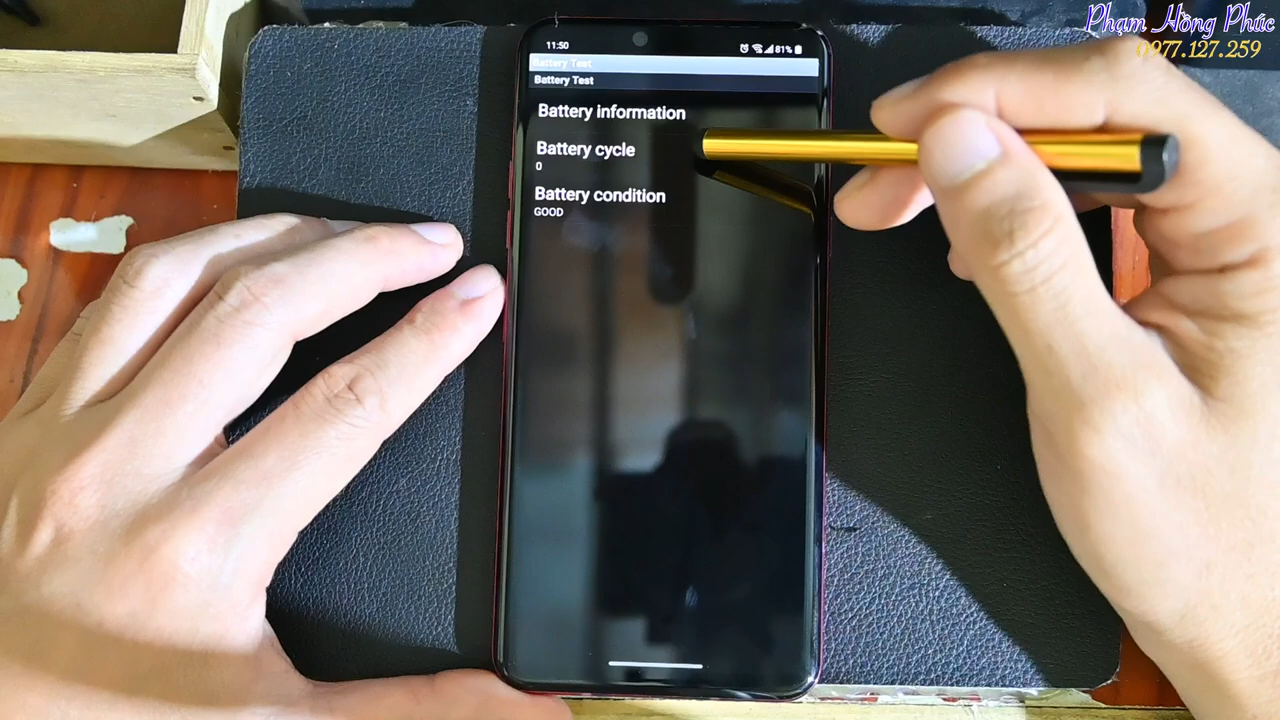 Phạm Hồng Phúc
0977.127.259
11:50
81%
Battery Test
Battery Test
Battery information
Battery cycle
0
Battery condition
GOOD